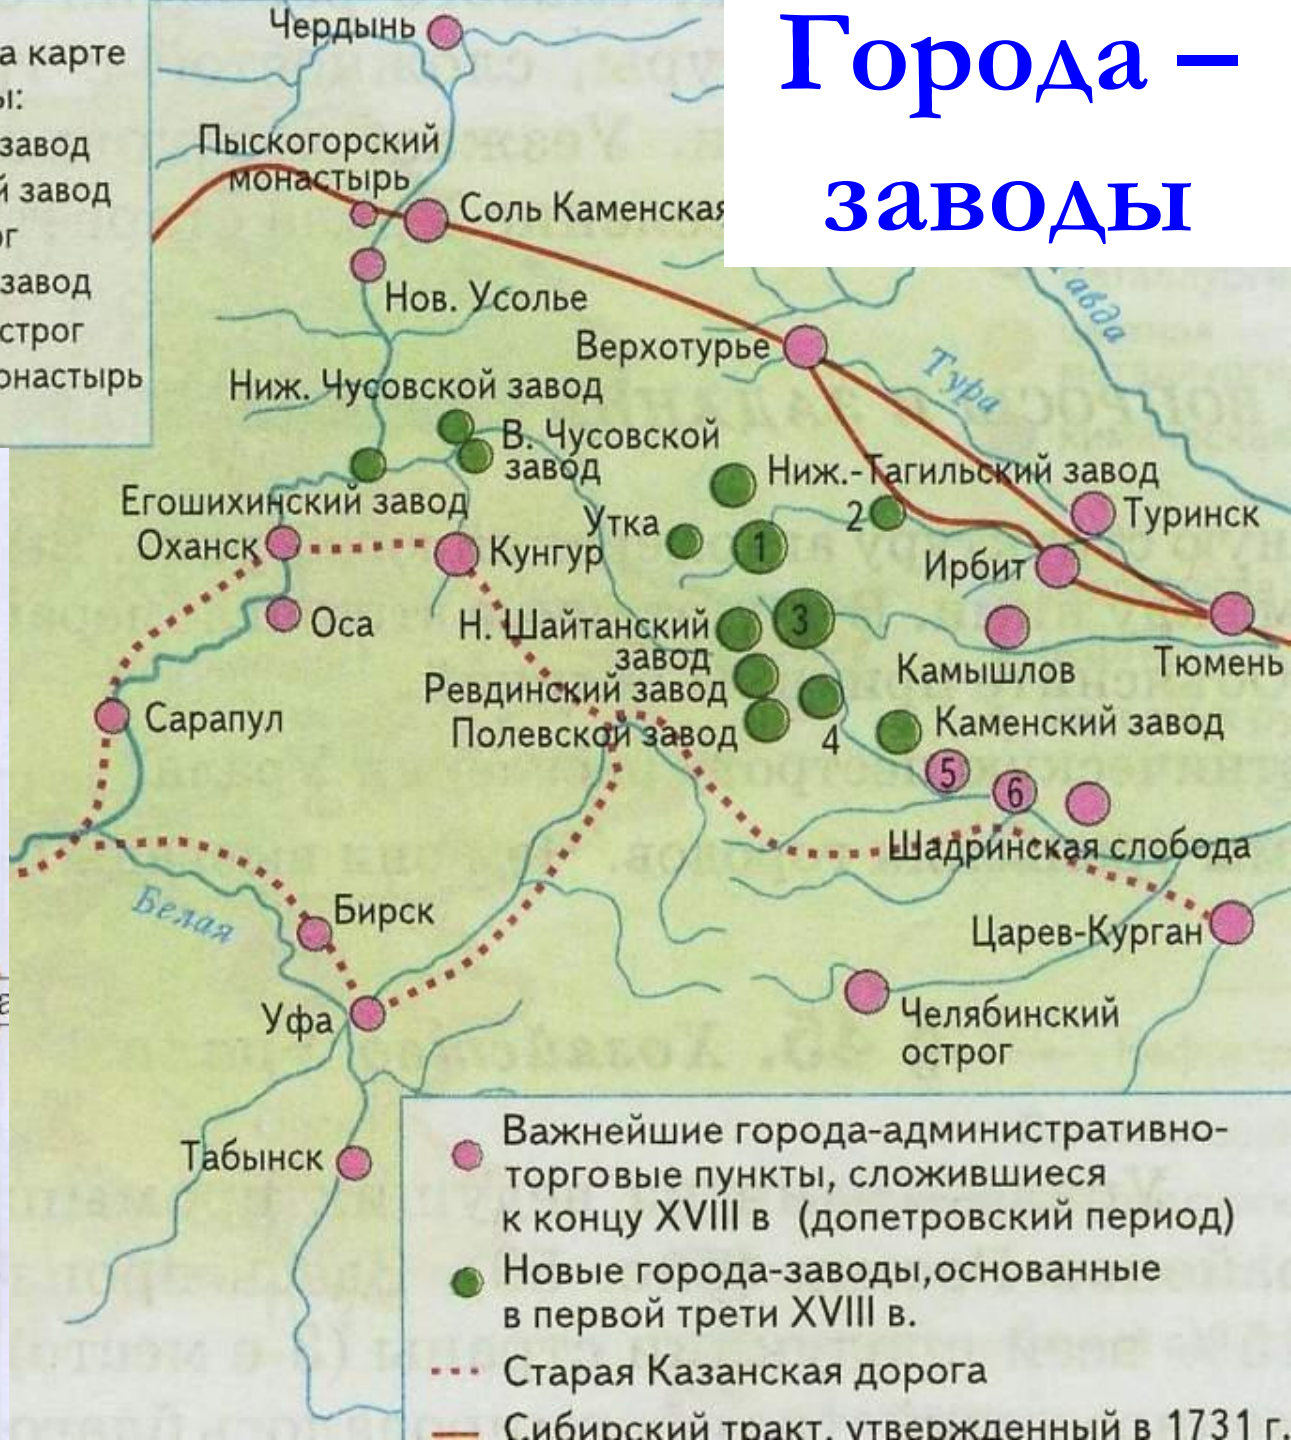 Города –
заводы
а карте
ы:
завод
й завод
ог
завод
строг
онастырь
Чердынь
Пыскогорский
монастырь
Соль Каменская
Нов. Усолье
Тавда
Верхотурье
Тура
Ниж. Чусовской завод
В. Чусовской
завод
Ниж.-Тагильский завод
Егошихинский завод
Утка
2
Туринск
Оханск
Кунгур
1
Ирбит
Оса
Н. Шайтанский
завод
3
Камышлов
Тюмень
Ревдинский завод
Сарапул
Полевской завод
4
Каменский завод
5
6
Шадринская слобода
Белая
Бирск
Царев-Курган
Уфа
Челябинский
острог
Табынск
Важнейшие города-административно-
торговые пункты, сложившиеся
к концу XVIII в (допетровский период)
Новые города-заводы,основанные
в первой трети XVIII в.
Старая Казанская дорога
Сибирский тракт, утвержденный в 1731 г.